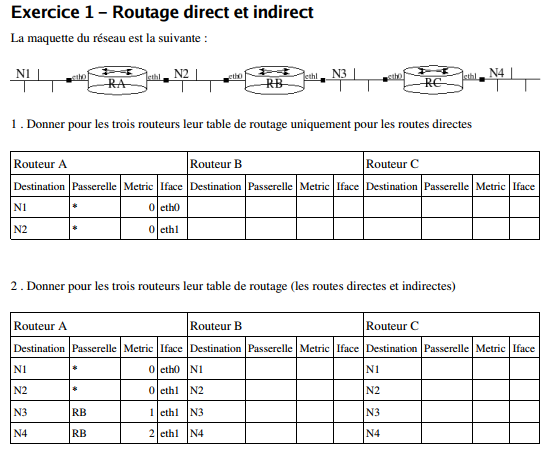 Exercice 1 – Routage direct et indirect
La maquette du réseau est la suivante :
N1 eth0 RA eth1 N2 eth0 RB eth1 N3 eth0 RC eth1 N4
1 . Donner pour les trois routeurs leur table de routage uniquement pour les routes directes
Routeur A Routeur B Routeur C
Destination Passerelle Metric Iface Destination Passerelle Metric Iface Destination Passerelle Metric Iface
N1 * 0 eth0
N2 * 0 eth1
2 . Donner pour les trois routeurs leur table de routage (les routes directes et indirectes)
Routeur A Routeur B Routeur C
Destination Passerelle Metric Iface Destination Passerelle Metric Iface Destination Passerelle Metric Iface
N1 * 0 eth0 N1 N1
N2 * 0 eth1 N2 N2
N3 RB 1 eth1 N3 N3
N4 RB 2 eth1 N4 N4